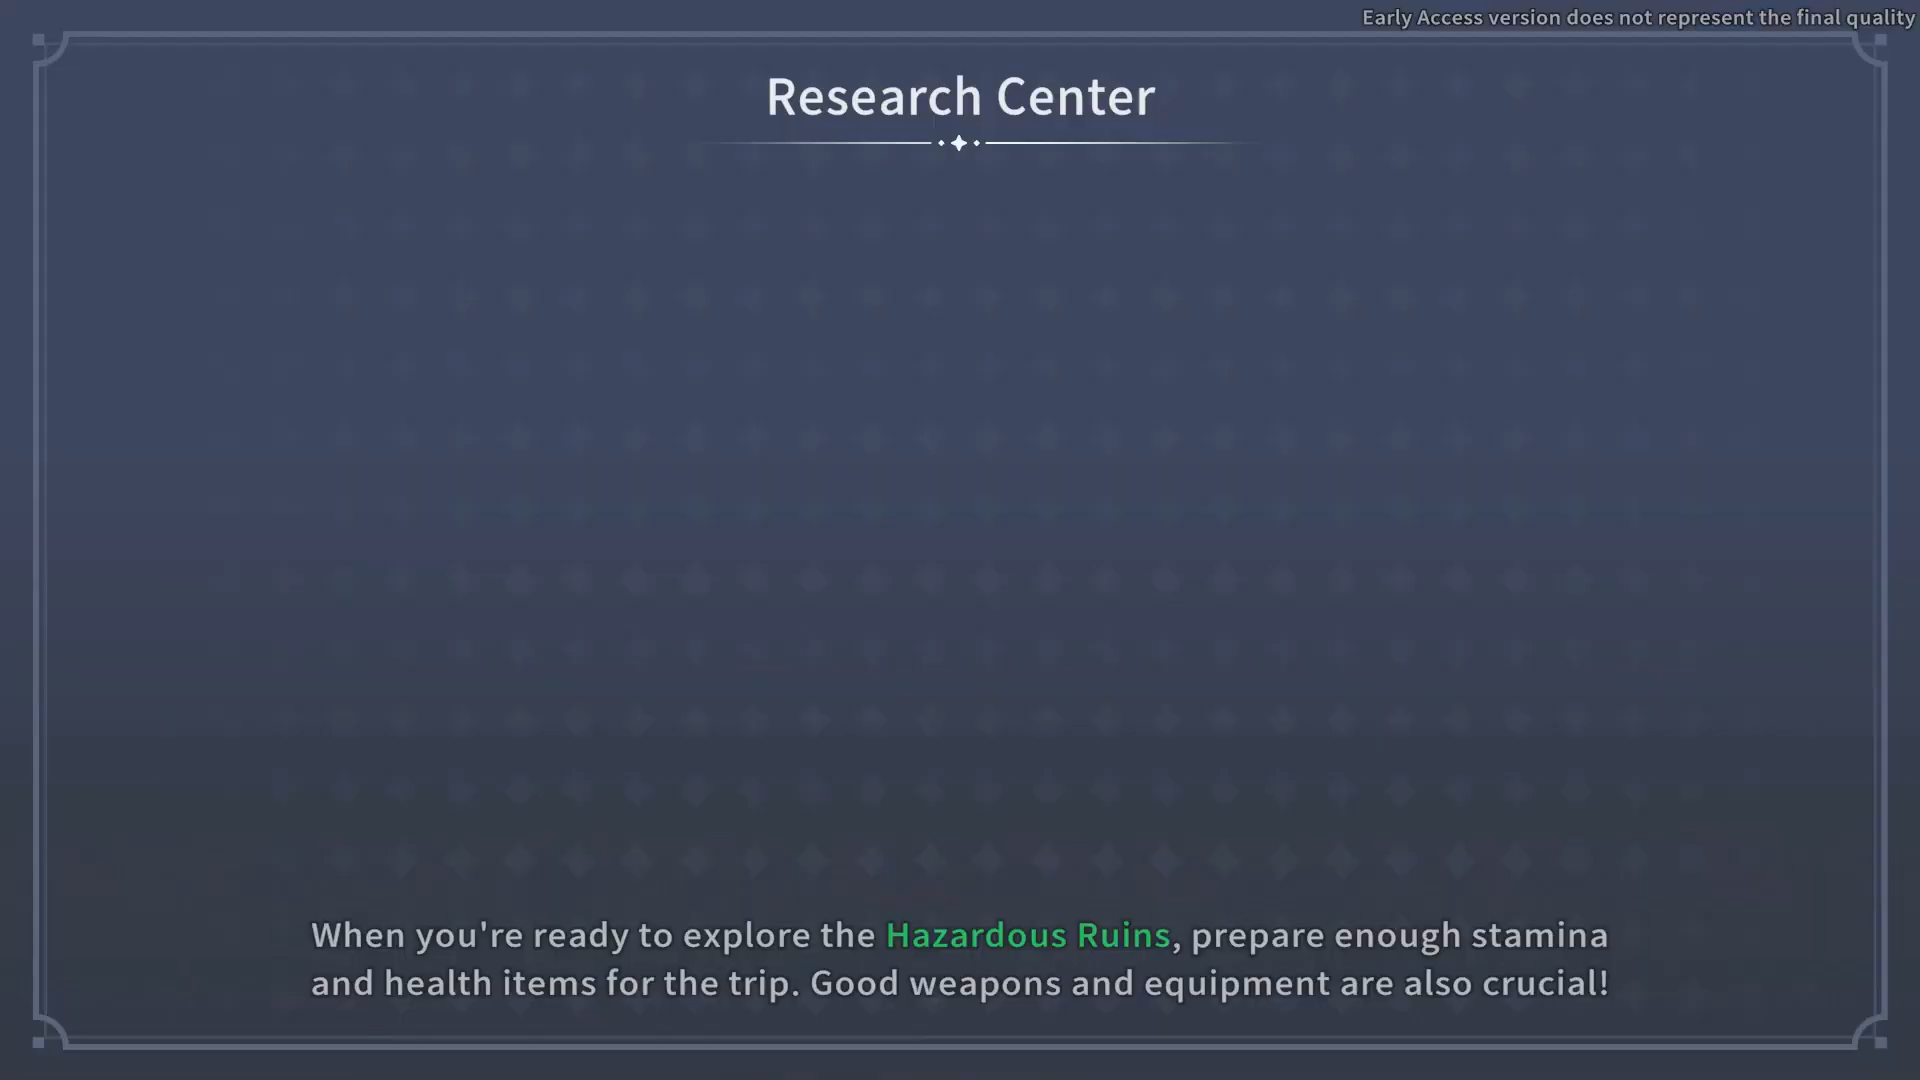 Early Access version does not represent the final quality
Research Center
When you're ready to explore the Hazardous Ruins, prepare enough stamina
and health items for the trip. Good weapons and equipment are also crucial!